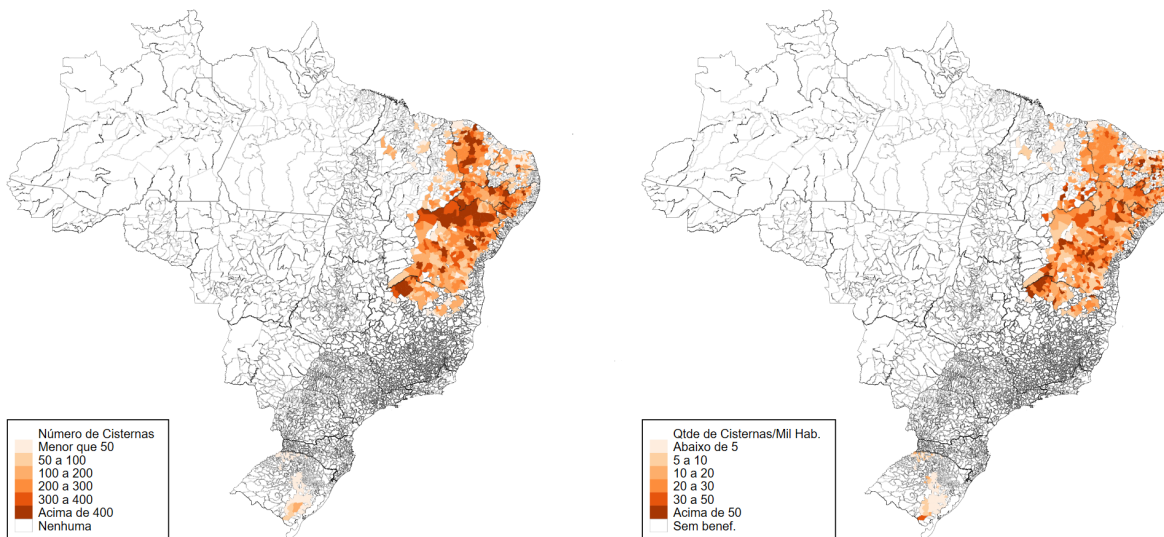 Número de Cisternas
Menor que 50
50 a 100
100 a 200
200 a 300
300 a 400
Acima de 400
Nenhuma
Qtde de Cisternas/Mil Hab.
Abaixo de 5
5 a 10
10 a 20
20 a 30
30 a 50
Acima de 50
Sem benef.